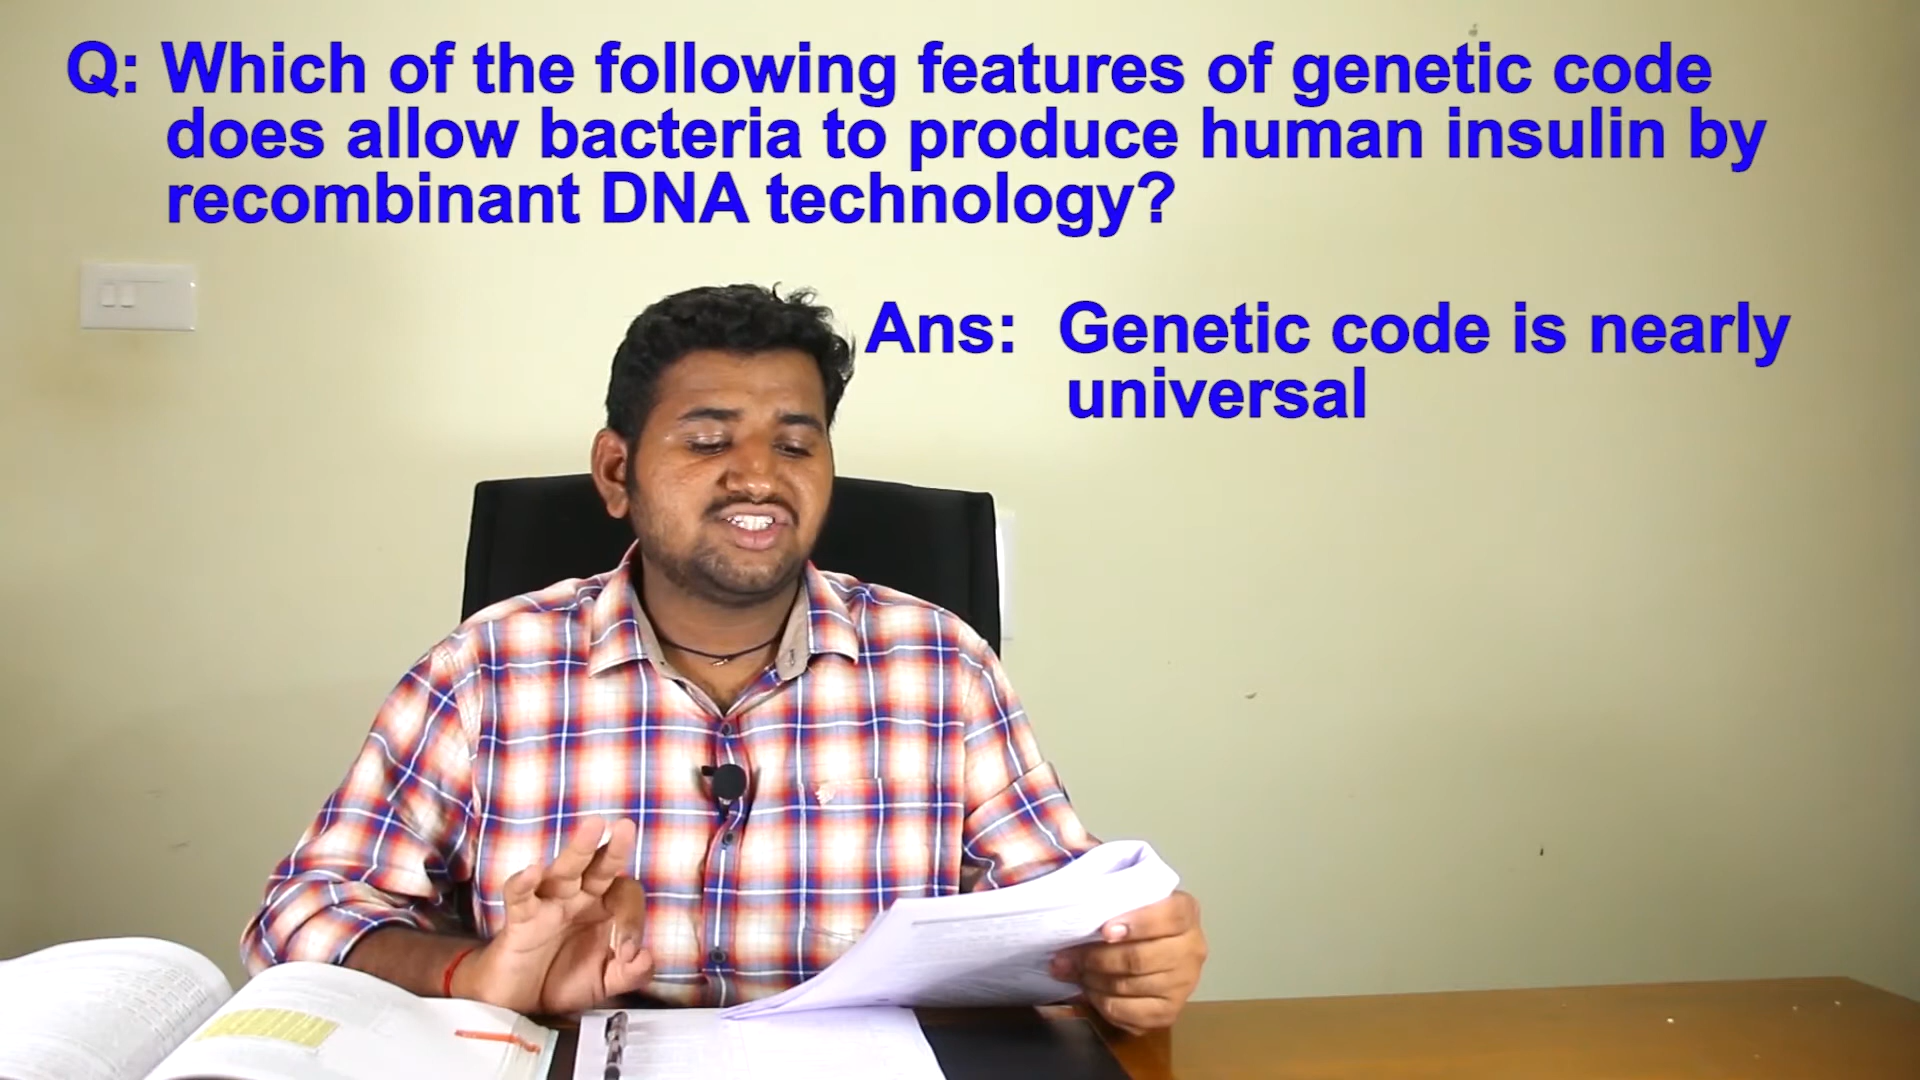 Q: Which of the following features of genetic code
does allow bacteria to produce human insulin by
recombinant DNA technology?
Ans: Genetic code is nearly
universal